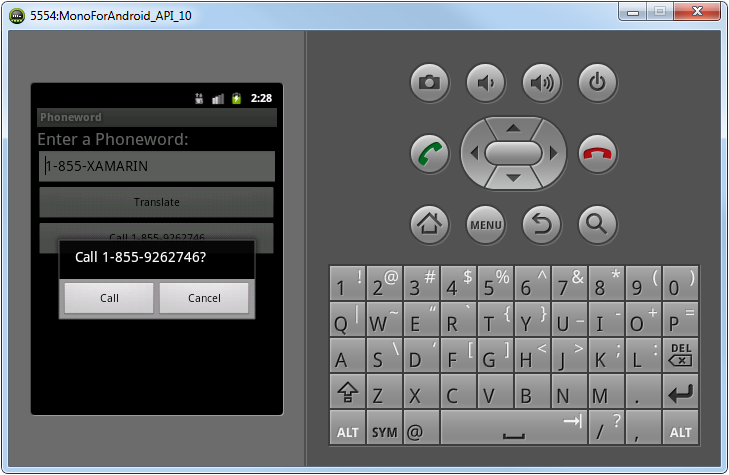 5554:MonoForAndroid_API_10
2:28
Phoneword
Enter a Phoneword:
1-855-XAMARIN
Translate
Call 1-855-9262746
Call 1-855-9262746?
Call Cancel
MENU
1 ! 2 @ 3 # 4 $ 5 % 6 ^ 7 & 8 * 9 ( 0 )
Q | W ~ E “ R ` T { Y } U _ I - O + P =
A S \ D ‘ F [ G ] H < J > K ; L : DEL
Z X C V B N M .
ALT SYM @ / ? , ALT